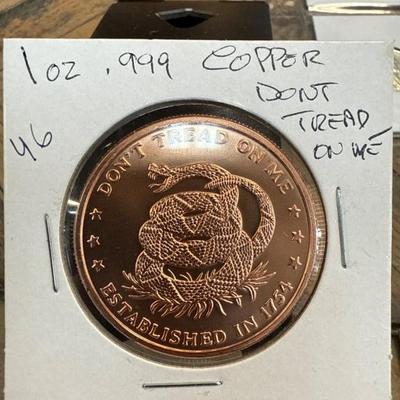 1 oz .999 COPPER
DONT
TREAD
ON ME
46
DON'T TREAD ON ME
ESTABLISHED IN 1754